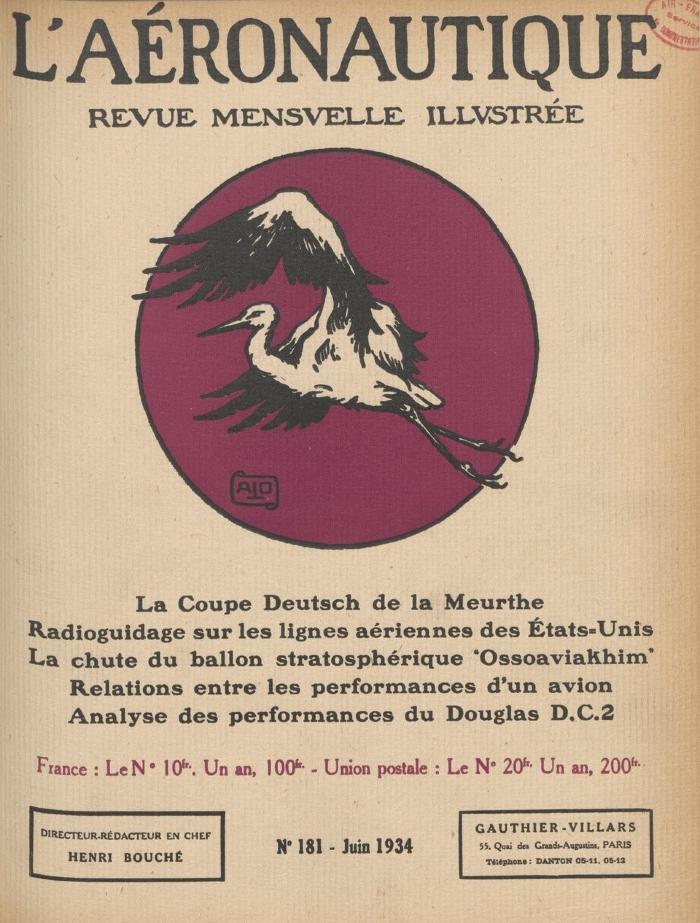 L'AÉRONAUTIQUE
REVUE MENSVELLE ILLVSTRÉE
ALO
La Coupe Deutsch de la Meurthe
Radioguidage sur les lignes aériennes des États-Unis
La chute du ballon stratosphérique "Ossoaviakhim"
Relations entre les performances d'un avion
Analyse des performances du Douglas D.C.2
France : Le N° 10fr. Un an, 100fr. - Union postale : Le N° 20fr. Un an, 200fr.
DIRECTEUR-RÉDACTEUR EN CHEF
HENRI BOUCHÉ
N° 181 - Juin 1934
GAUTHIER-VILLARS
55, Quai des Grands-Augustins, PARIS
Téléphone : DANTON 05-11, 05-12